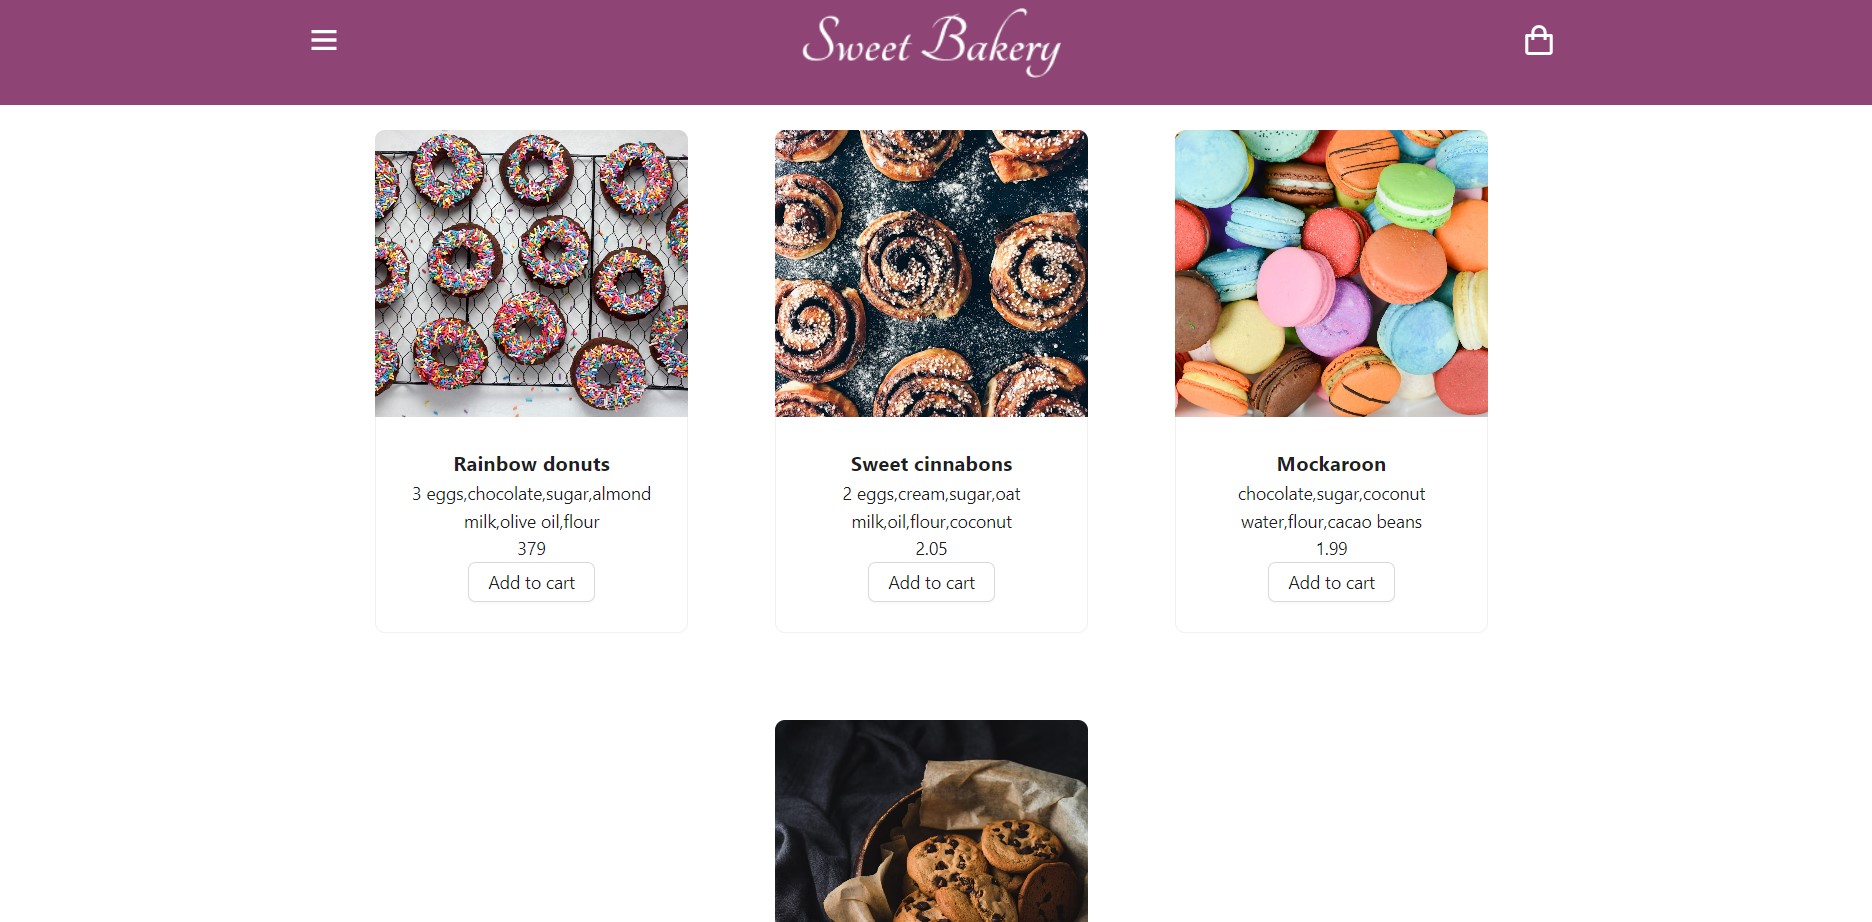 Sweet Bakery
Rainbow donuts
3 eggs,chocolate,sugar,almond
milk,olive oil,flour
379
Add to cart
Sweet cinnabons
2 eggs,cream,sugar,oat
milk,oil,flour,coconut
2.05
Add to cart
Mockaroon
chocolate,sugar,coconut
water,flour,cacao beans
1.99
Add to cart